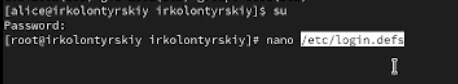 [alice@irkolontyrskiy irkolontyrskiy]$ su
Password:
[root@irkolontyrskiy irkolontyrskiy]# nano /etc/login.defs